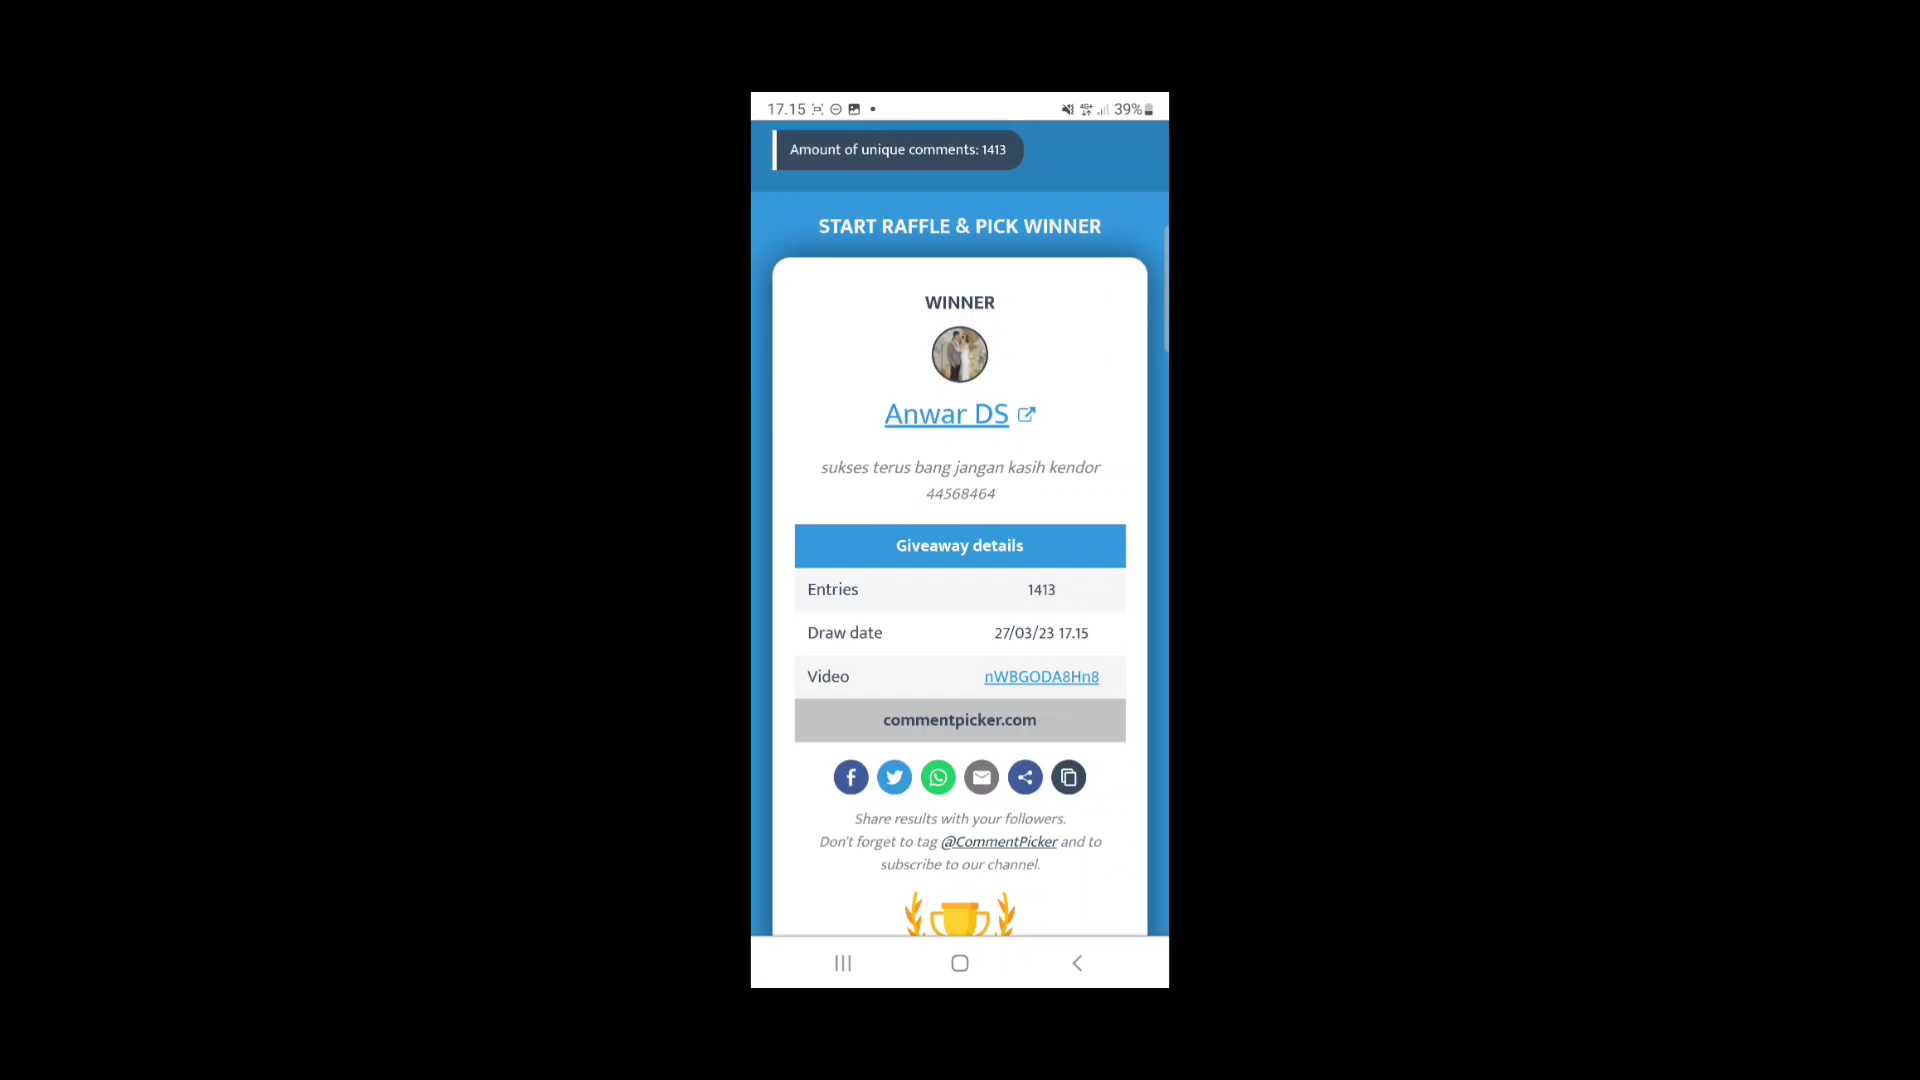 17.15
4G+
39%
Amount of unique comments: 1413
START RAFFLE & PICK WINNER
WINNER
Anwar DS
sukses terus bang jangan kasih kendor
44568464
Giveaway details
Entries 1413
Draw date 27/03/23 17.15
Video nWBGODA8Hn8
commentpicker.com
Share results with your followers.
Don't forget to tag @CommentPicker and to
subscribe to our channel.